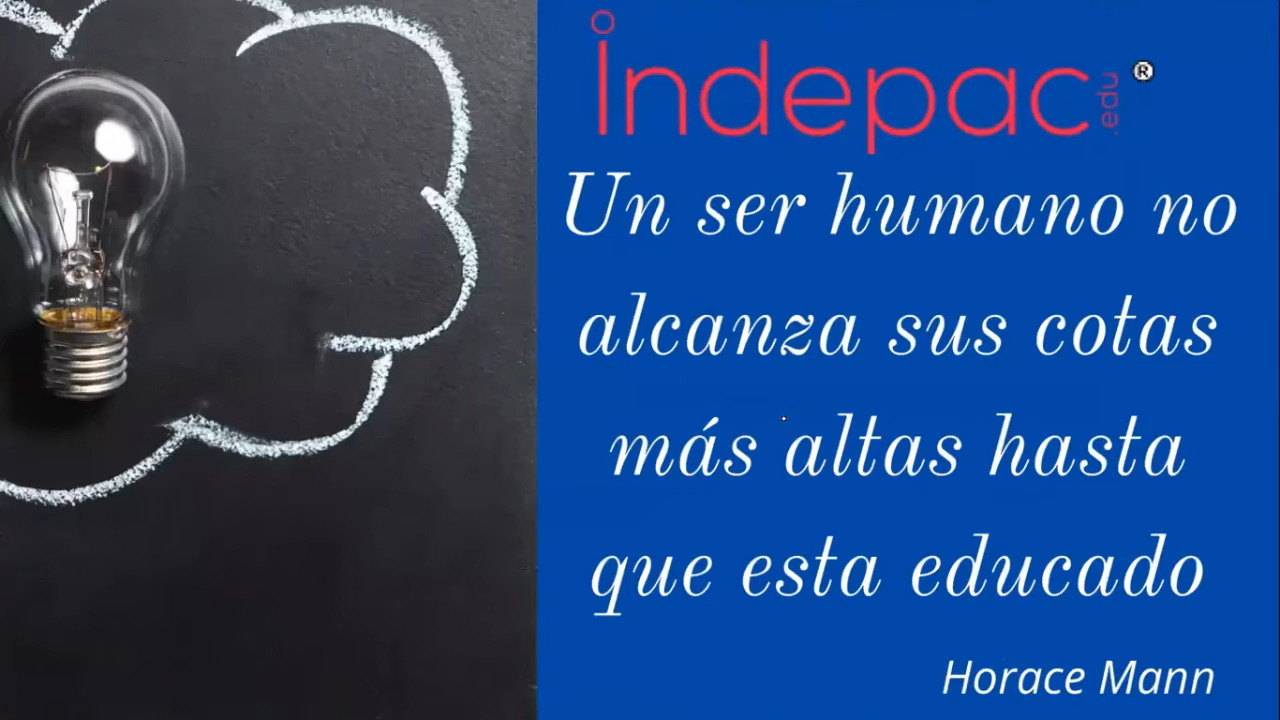 indepac.edu ®
Un ser humano no
alcanza sus cotas
más altas hasta
que esta educado
Horace Mann